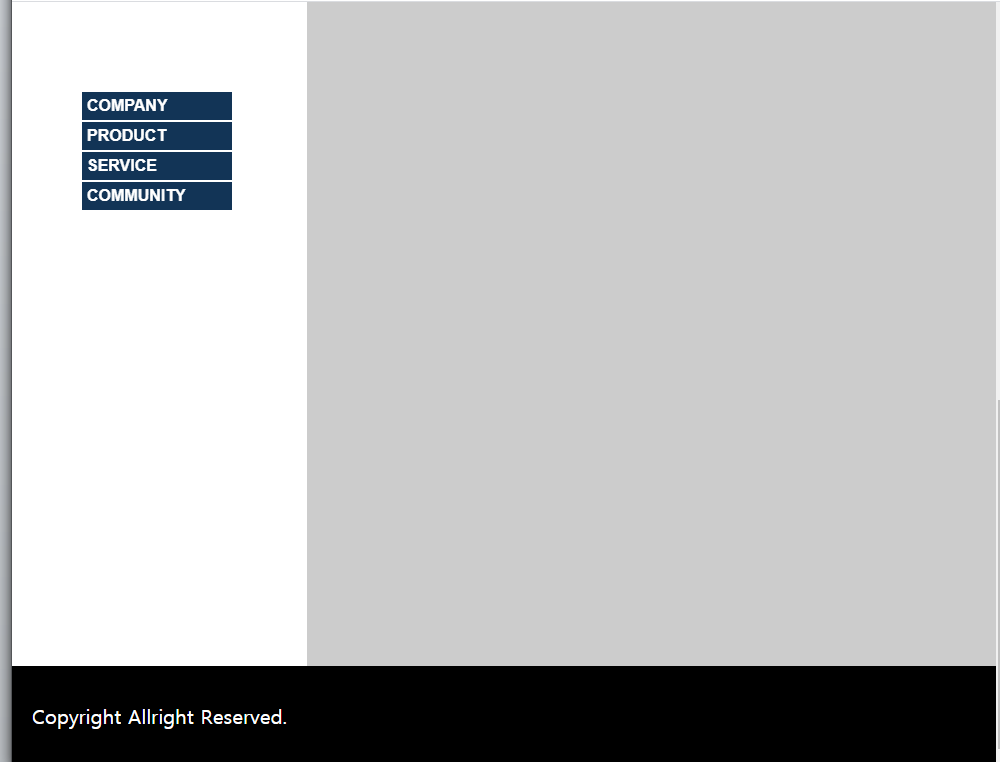 COMPANY
PRODUCT
SERVICE
COMMUNITY
Copyright Allright Reserved.